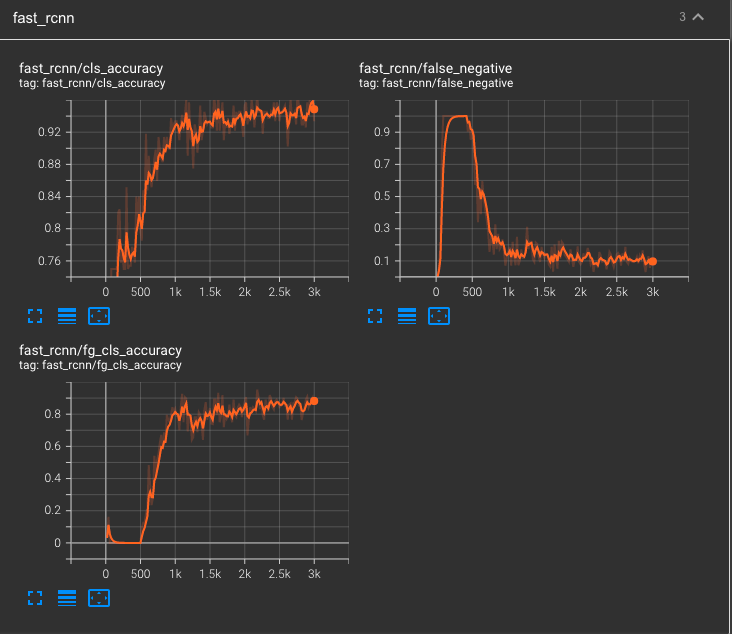 fast_rcnn
3
fast_rcnn/cls_accuracy
tag: fast_rcnn/cls_accuracy
0.92
0.88
0.84
0.8
0.76
0 500 1k 1.5k 2k 2.5k 3k
fast_rcnn/false_negative
tag: fast_rcnn/false_negative
0.9
0.7
0.5
0.3
0.1
0 500 1k 1.5k 2k 2.5k 3k
fast_rcnn/fg_cls_accuracy
tag: fast_rcnn/fg_cls_accuracy
0.8
0.6
0.4
0.2
0
0 500 1k 1.5k 2k 2.5k 3k